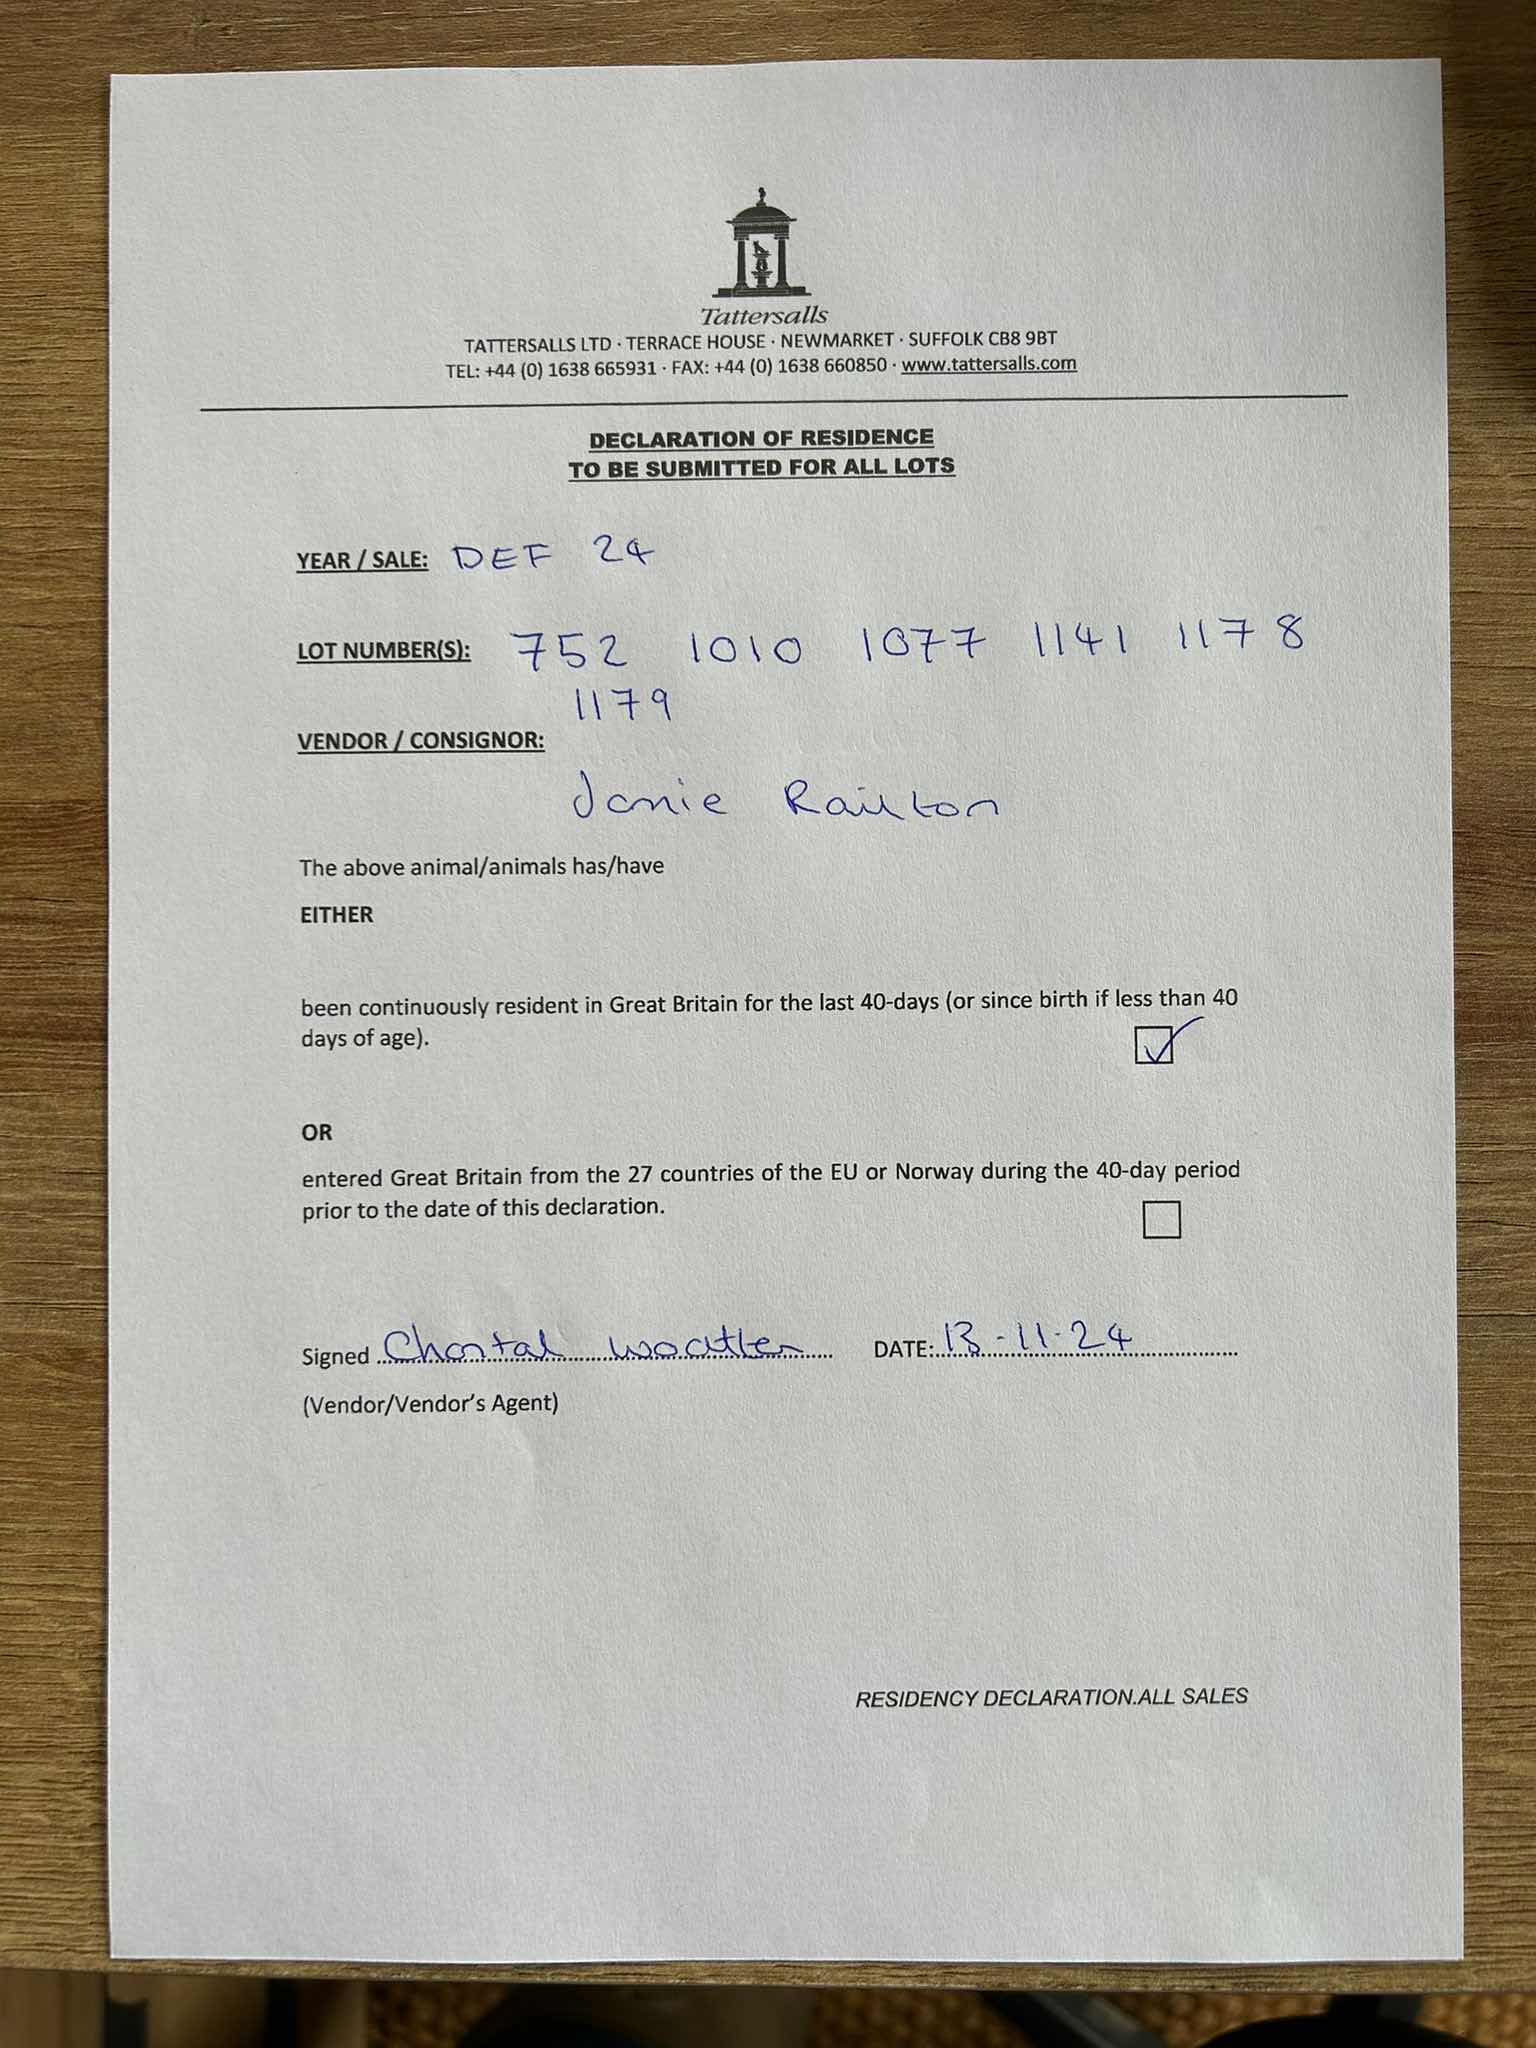 Tattersalls
TATTERSALLS LTD · TERRACE HOUSE · NEWMARKET · SUFFOLK CB8 9BT
TEL: +44 (0) 1638 665931 · FAX: +44 (0) 1638 660850 · www.tattersalls.com
DECLARATION OF RESIDENCE
TO BE SUBMITTED FOR ALL LOTS
YEAR / SALE: DEF 24
LOT NUMBER(S): 752 1010 1077 1141 1178
1179
VENDOR / CONSIGNOR:
Jamie Railton
The above animal/animals has/have
EITHER
been continuously resident in Great Britain for the last 40-days (or since birth if less than 40
days of age).
OR
entered Great Britain from the 27 countries of the EU or Norway during the 40-day period
prior to the date of this declaration.
Signed Chantal DATE: 13-11-24
(Vendor/Vendor's Agent)
RESIDENCY DECLARATION.ALL SALES